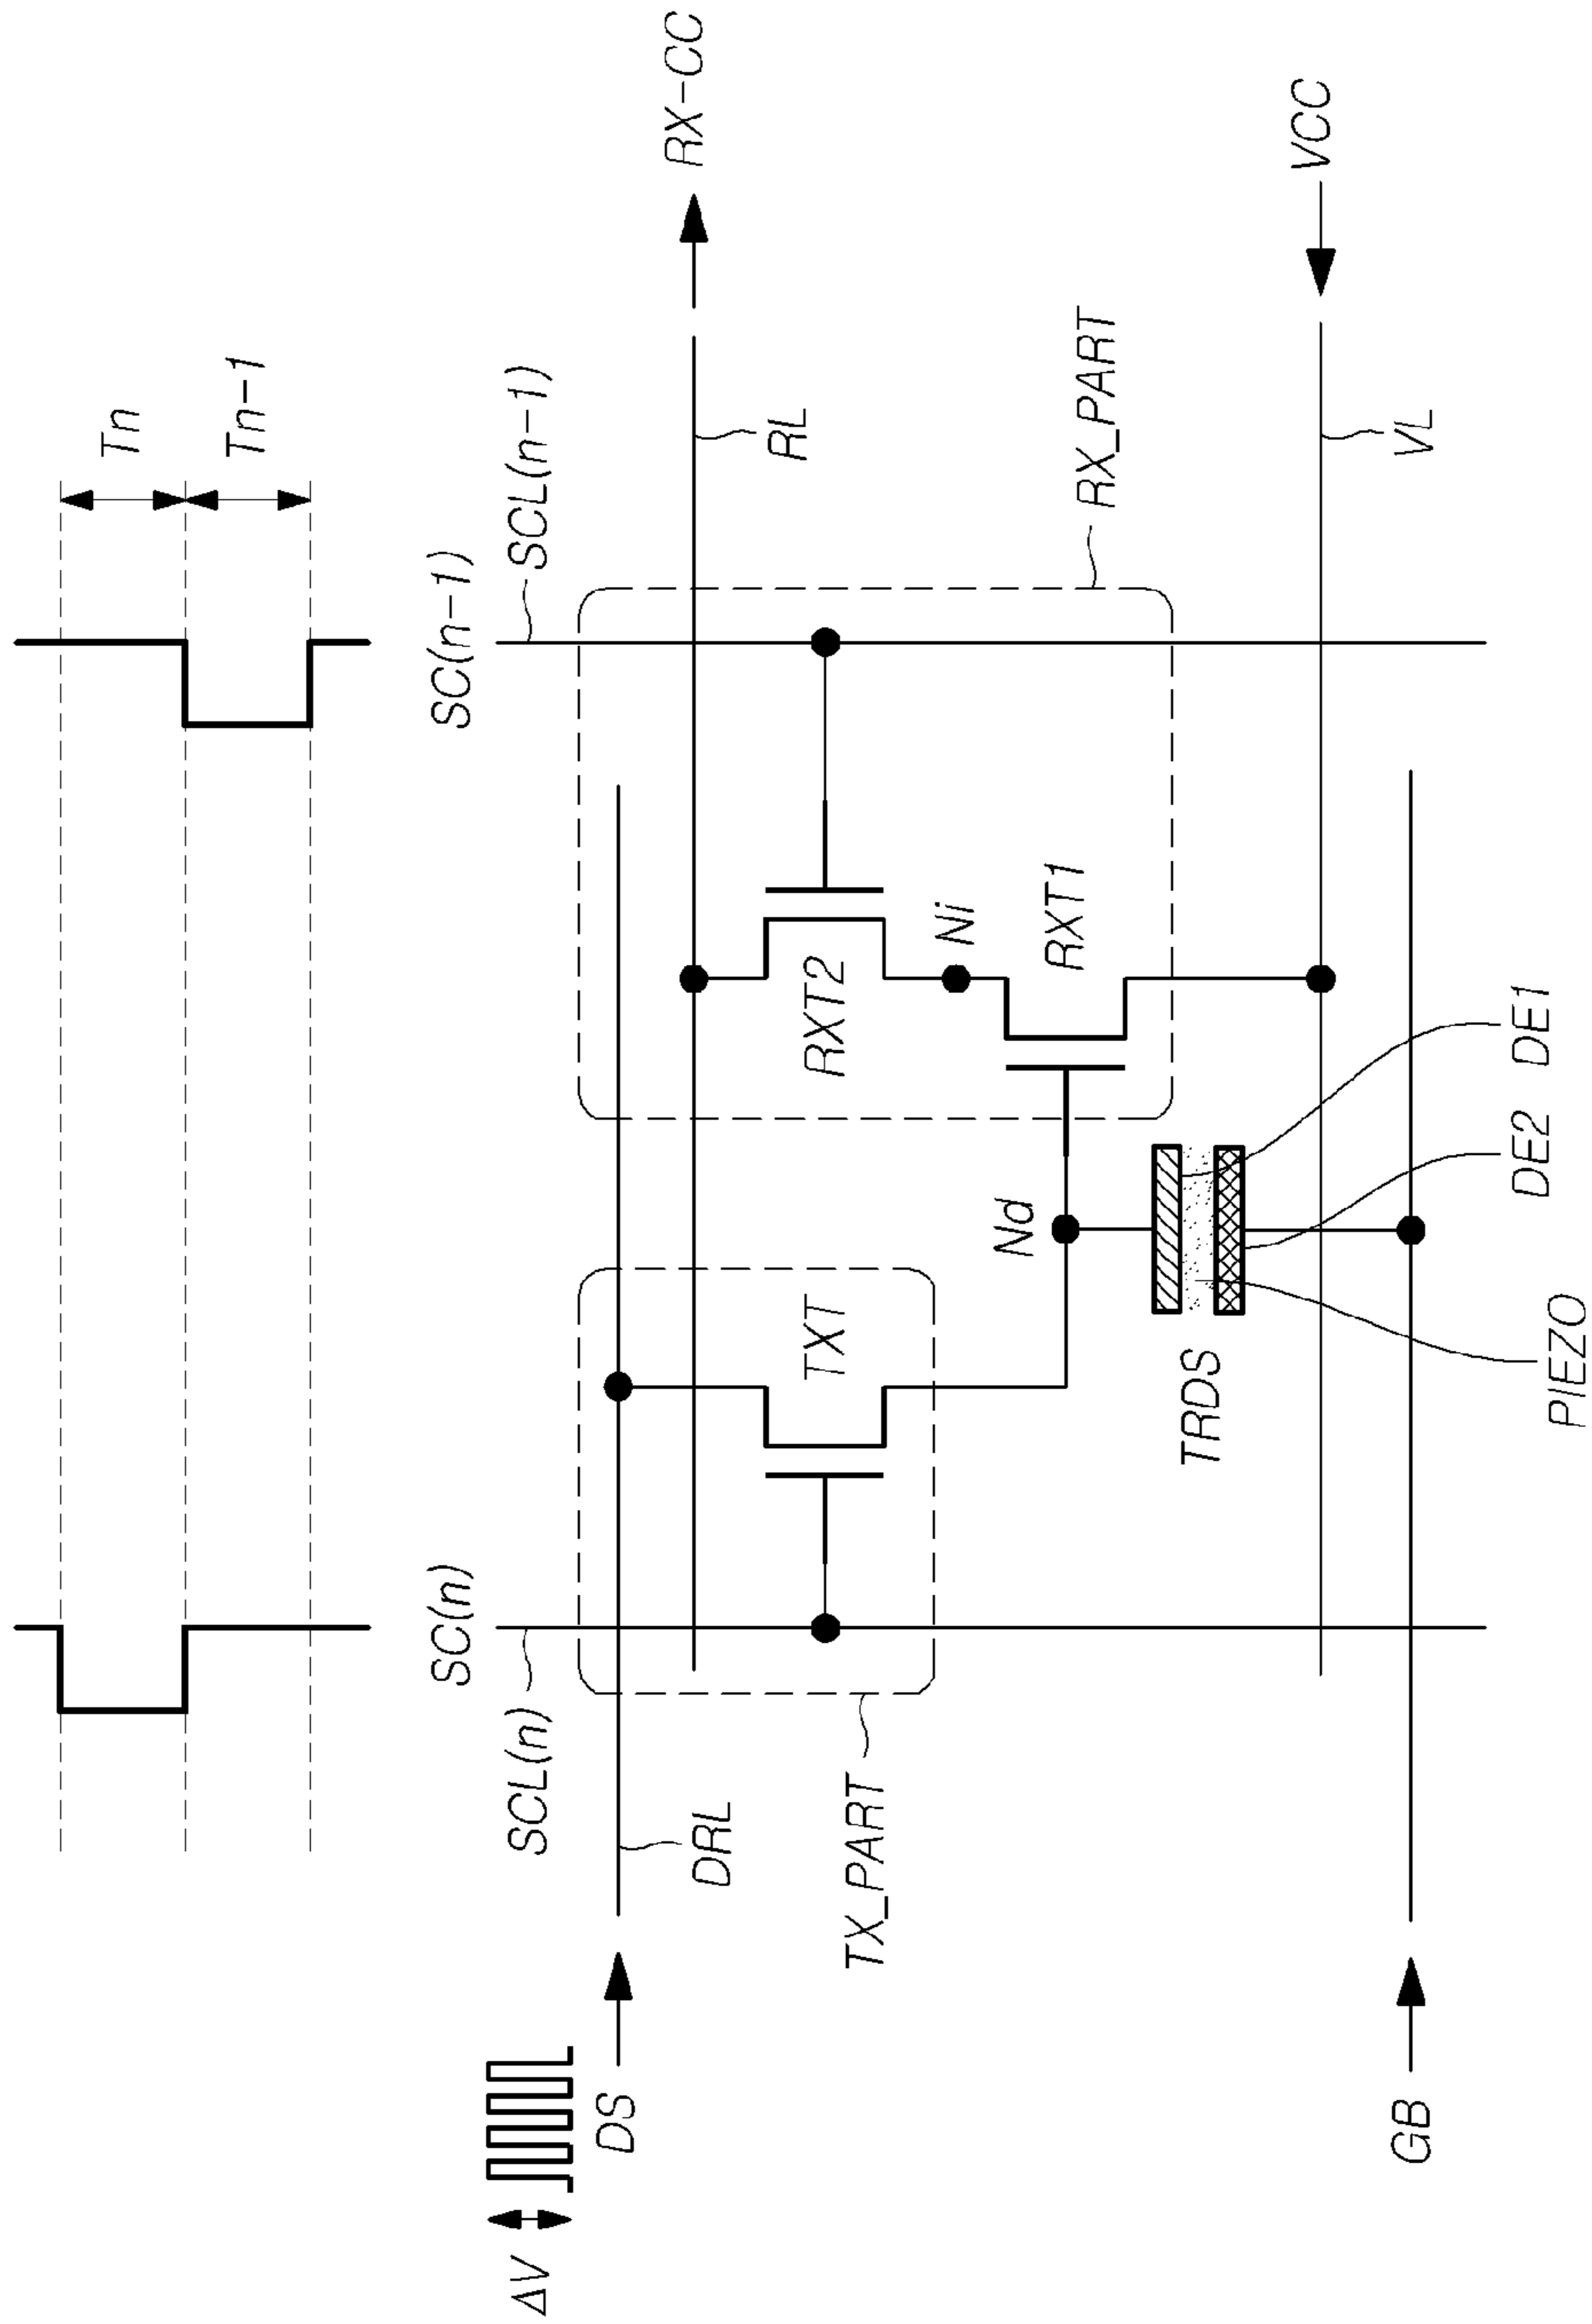 Tn
Tn-1
SC(n)
SC(n-1)
SCL(n)
SCL(n-1)
ΔV
DS
DRL
RL
RX-CC
TX_PART
TXT
RXT2
Ni
Nd
RXT1
RX_PART
TRDS
VCC
VL
GB
PIEZO
DE2
DE1